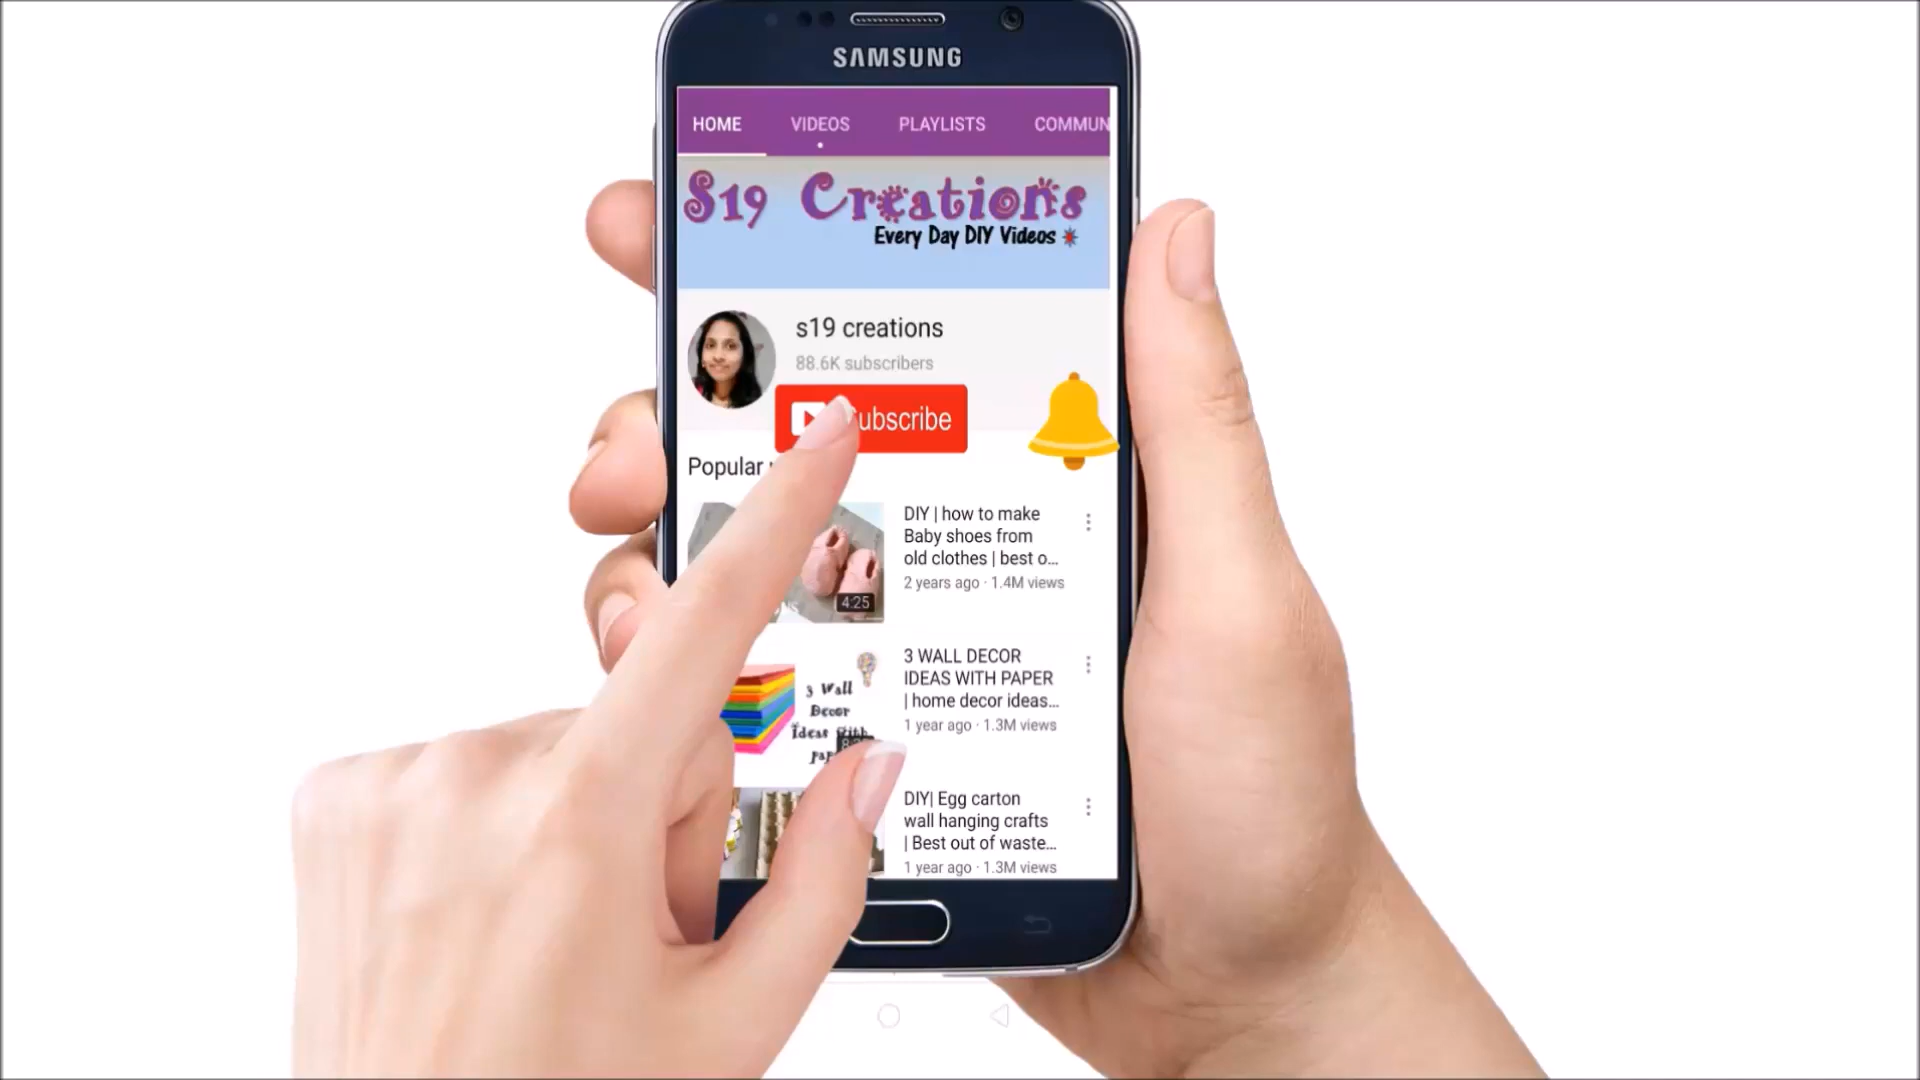 SAMSUNG
HOME VIDEOS PLAYLISTS COMMUN
S19 Creations
Every Day DIY Videos
s19 creations
88.6K subscribers
ubscribe
Popular
DIY | how to make
Baby shoes from
old clothes | best o...
2 years ago · 1.4M views
4:25
3 WALL DECOR
IDEAS WITH PAPER
| home decor ideas...
1 year ago · 1.3M views
3 Wall
Decor
Ideas with
DIY| Egg carton
wall hanging crafts
| Best out of waste...
1 year ago · 1.3M views